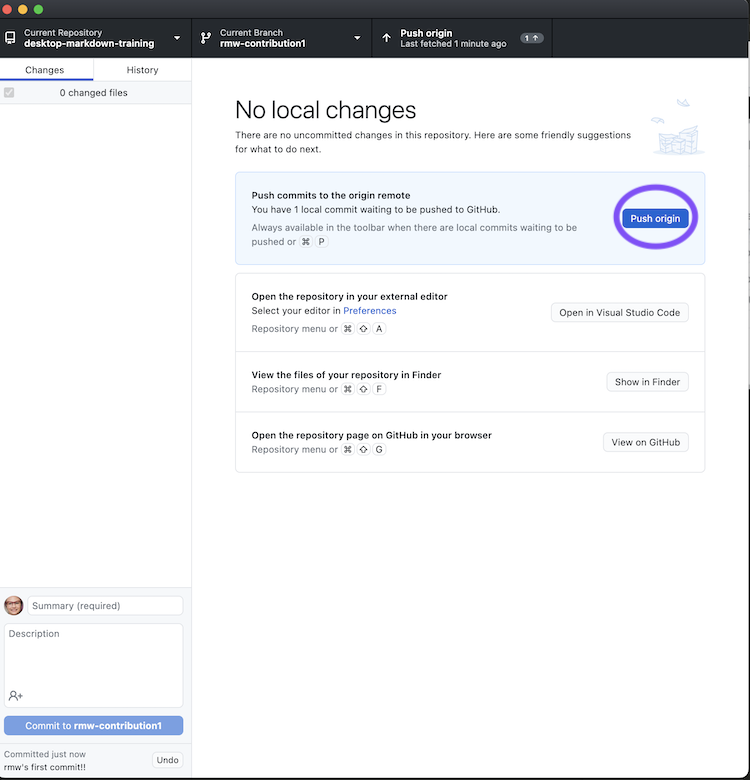 Current Repository
desktop-markdown-training
Current Branch
rmw-contribution1
Push origin
Last fetched 1 minute ago
1 ↑
Changes
History
0 changed files
No local changes
There are no uncommitted changes in this repository. Here are some friendly suggestions
for what to do next.
Push commits to the origin remote
You have 1 local commit waiting to be pushed to GitHub.
Always available in the toolbar when there are local commits waiting to be
pushed or ⌘ P
Push origin
Open the repository in your external editor
Select your editor in Preferences
Repository menu or ⌘ ⇧ A
Open in Visual Studio Code
View the files of your repository in Finder
Repository menu or ⌘ ⇧ F
Show in Finder
Open the repository page on GitHub in your browser
Repository menu or ⌘ ⇧ G
View on GitHub
Summary (required)
Description
Commit to rmw-contribution1
Committed just now
rmw's first commit!!
Undo